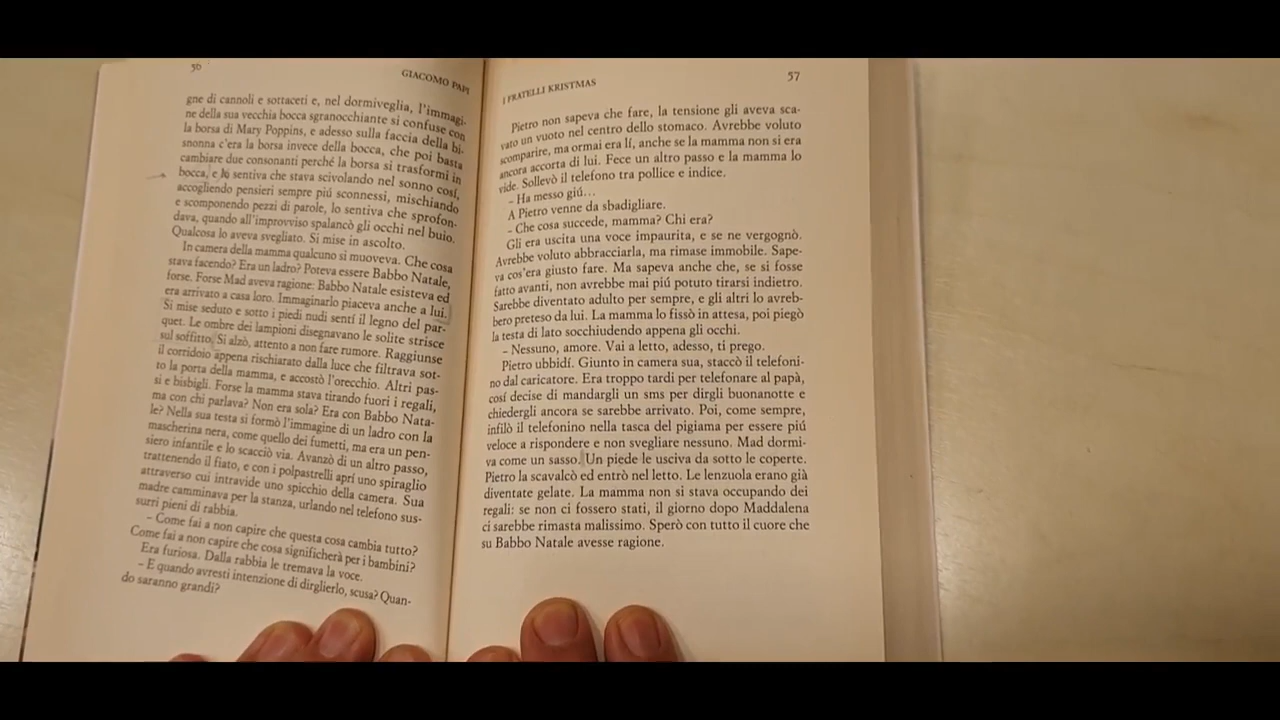 56
GIACOMO PAPI
gne di cannoli e sottaceti e, nel dormiveglia, l'immagi-
ne della sua vecchia bocca sgranocchiante si confuse con
la borsa di Mary Poppins, e adesso sulla faccia della bi-
snonna c'era la borsa invece della bocca, che poi basta
cambiare due consonanti perché la borsa si trasformi in
bocca, e lo sentiva che stava scivolando nel sonno cosí,
accogliendo pensieri sempre piú sconnessi, mischiando
e scomponendo pezzi di parole, lo sentiva che sprofon-
dava, quando all'improvviso spalancò gli occhi nel buio.
Qualcosa lo aveva svegliato. Si mise in ascolto.
In camera della mamma qualcuno si muoveva. Che cosa
stava facendo? Era un ladro? Poteva essere Babbo Natale,
forse. Forse Mad aveva ragione: Babbo Natale esisteva ed
era arrivato a casa loro. Immaginarlo piaceva anche a lui.
Si mise seduto e sotto i piedi nudi sentí il legno del par-
quet. Le ombre dei lampioni disegnavano le solite strisce
sul soffitto. Si alzò, attento a non fare rumore. Raggiunse
il corridoio appena rischiarato dalla luce che filtrava sot-
to la porta della mamma, e accostò l'orecchio. Altri pas-
si e bisbigli. Forse la mamma stava tirando fuori i regali,
ma con chi parlava? Non era sola? Era con Babbo Nata-
le? Nella sua testa si formò l'immagine di un ladro con la
mascherina nera, come quello dei fumetti, ma era un pen-
siero infantile e lo scacciò via. Avanzò di un altro passo,
trattenendo il fiato, e con i polpastrelli aprí uno spiraglio
attraverso cui intravide uno spicchio della camera. Sua
madre camminava per la stanza, urlando nel telefono sus-
surri pieni di rabbia.
– Come fai a non capire che questa cosa cambia tutto?
Come fai a non capire che cosa significherà per i bambini?
Era furiosa. Dalla rabbia le tremava la voce.
– E quando avresti intenzione di dirglierlo, scusa? Quan-
do saranno grandi?
I FRATELLI KRISTMAS
57
Pietro non sapeva che fare, la tensione gli aveva sca-
vato un vuoto nel centro dello stomaco. Avrebbe voluto
scomparire, ma ormai era lí, anche se la mamma non si era
ancora accorta di lui. Fece un altro passo e la mamma lo
vide. Sollevò il telefono tra pollice e indice.
– Ha messo giú...
A Pietro venne da sbadigliare.
– Che cosa succede, mamma? Chi era?
Gli era uscita una voce impaurita, e se ne vergognò.
Avrebbe voluto abbracciarla, ma rimase immobile. Sape-
va cos'era giusto fare. Ma sapeva anche che, se si fosse
fatto avanti, non avrebbe mai piú potuto tirarsi indietro.
Sarebbe diventato adulto per sempre, e gli altri lo avreb-
bero preteso da lui. La mamma lo fissò in attesa, poi piegò
la testa di lato socchiudendo appena gli occhi.
– Nessuno, amore. Vai a letto, adesso, ti prego.
Pietro ubbidí. Giunto in camera sua, staccò il telefoni-
no dal caricatore. Era troppo tardi per telefonare al papà,
cosí decise di mandargli un sms per dirgli buonanotte e
chiedergli ancora se sarebbe arrivato. Poi, come sempre,
infilò il telefonino nella tasca del pigiama per essere piú
veloce a rispondere e non svegliare nessuno. Mad dormi-
va come un sasso. Un piede le usciva da sotto le coperte.
Pietro la scavalcò ed entrò nel letto. Le lenzuola erano già
diventate gelate. La mamma non si stava occupando dei
regali: se non ci fossero stati, il giorno dopo Maddalena
ci sarebbe rimasta malissimo. Sperò con tutto il cuore che
su Babbo Natale avesse ragione.